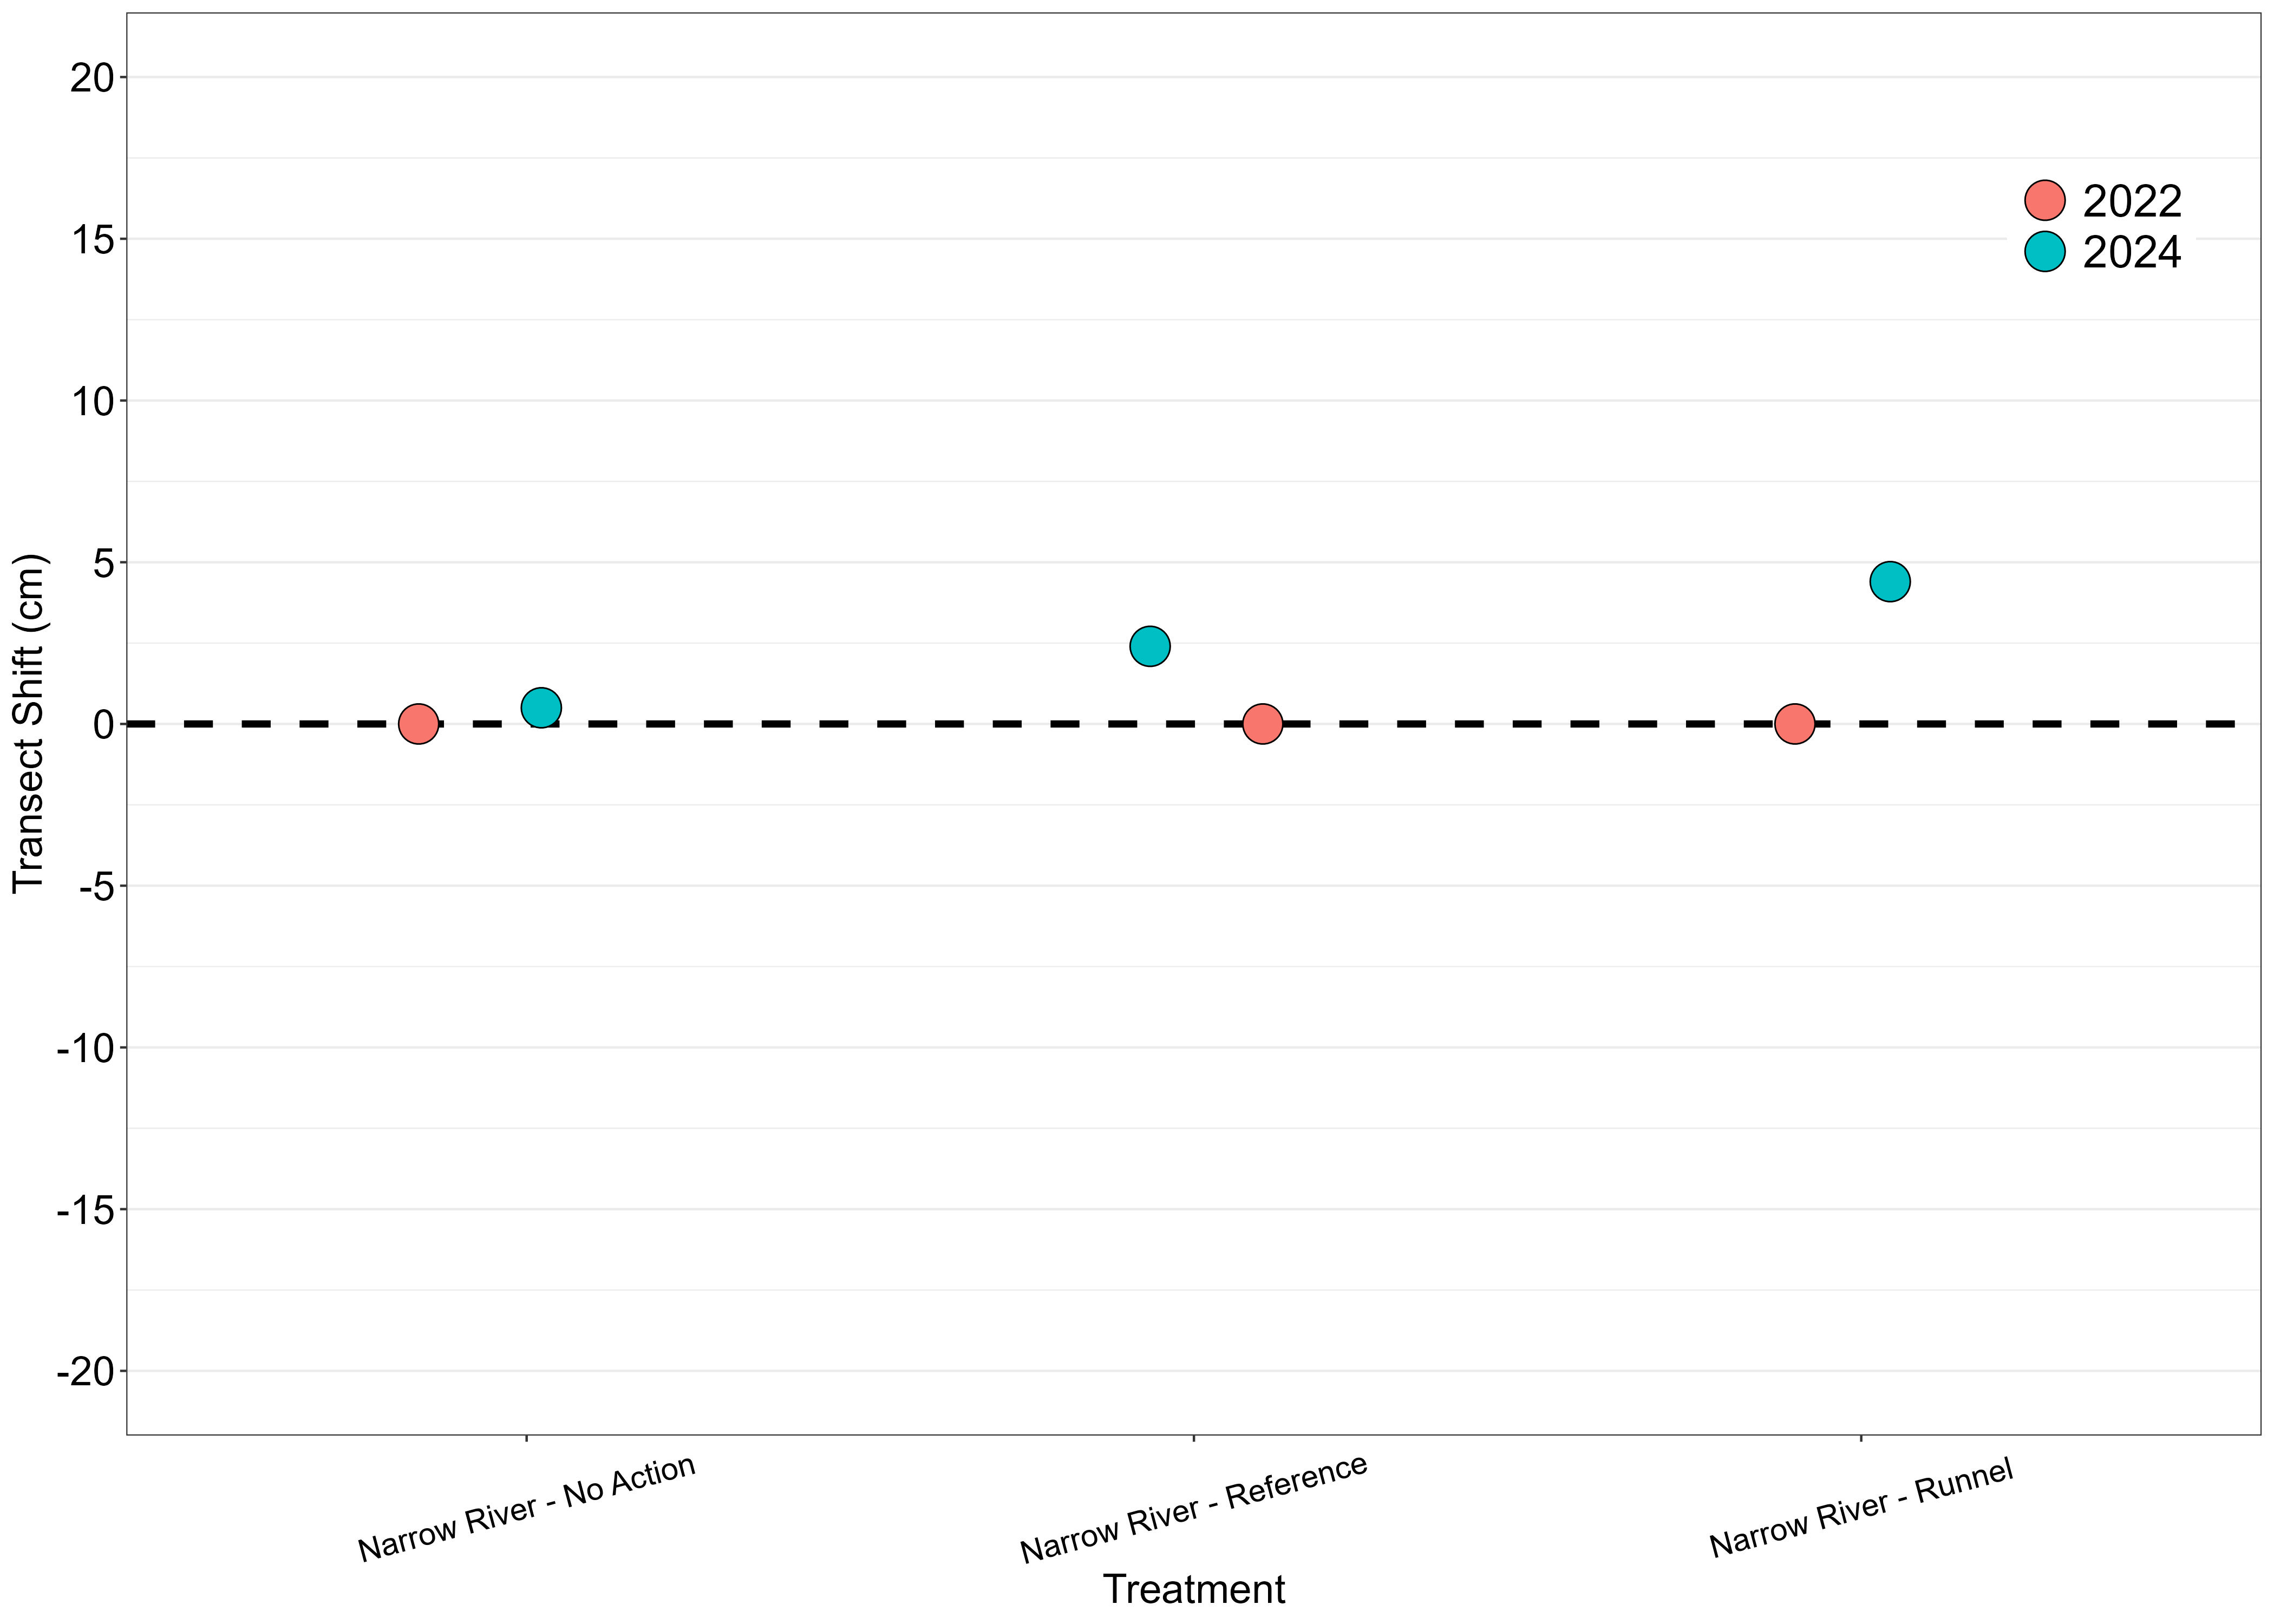 20
15
10
5
0
-5
-10
-15
-20
Transect Shift (cm)
2022
2024
Narrow River - No Action
Narrow River - Reference
Narrow River - Runnel
Treatment